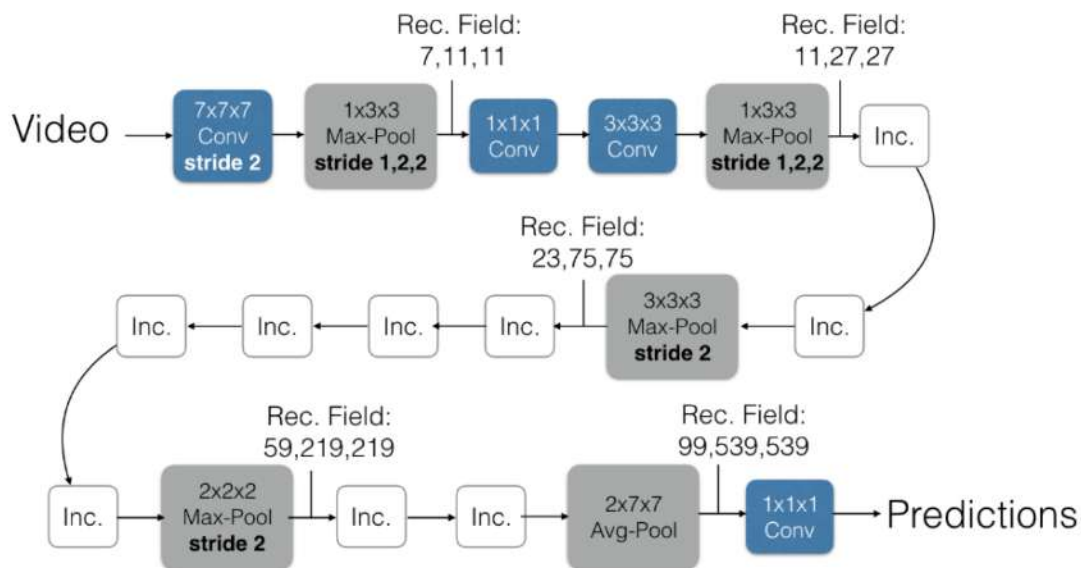 Rec. Field:
7,11,11
Rec. Field:
11,27,27
Video
7x7x7
Conv
stride 2
1x3x3
Max-Pool
stride 1,2,2
1x1x1
Conv
3x3x3
Conv
1x3x3
Max-Pool
stride 1,2,2
Inc.
Rec. Field:
23,75,75
Inc.
Inc.
Inc.
Inc.
3x3x3
Max-Pool
stride 2
Inc.
Rec. Field:
59,219,219
Rec. Field:
99,539,539
Inc.
2x2x2
Max-Pool
stride 2
Inc.
Inc.
2x7x7
Avg-Pool
1x1x1
Conv
Predictions